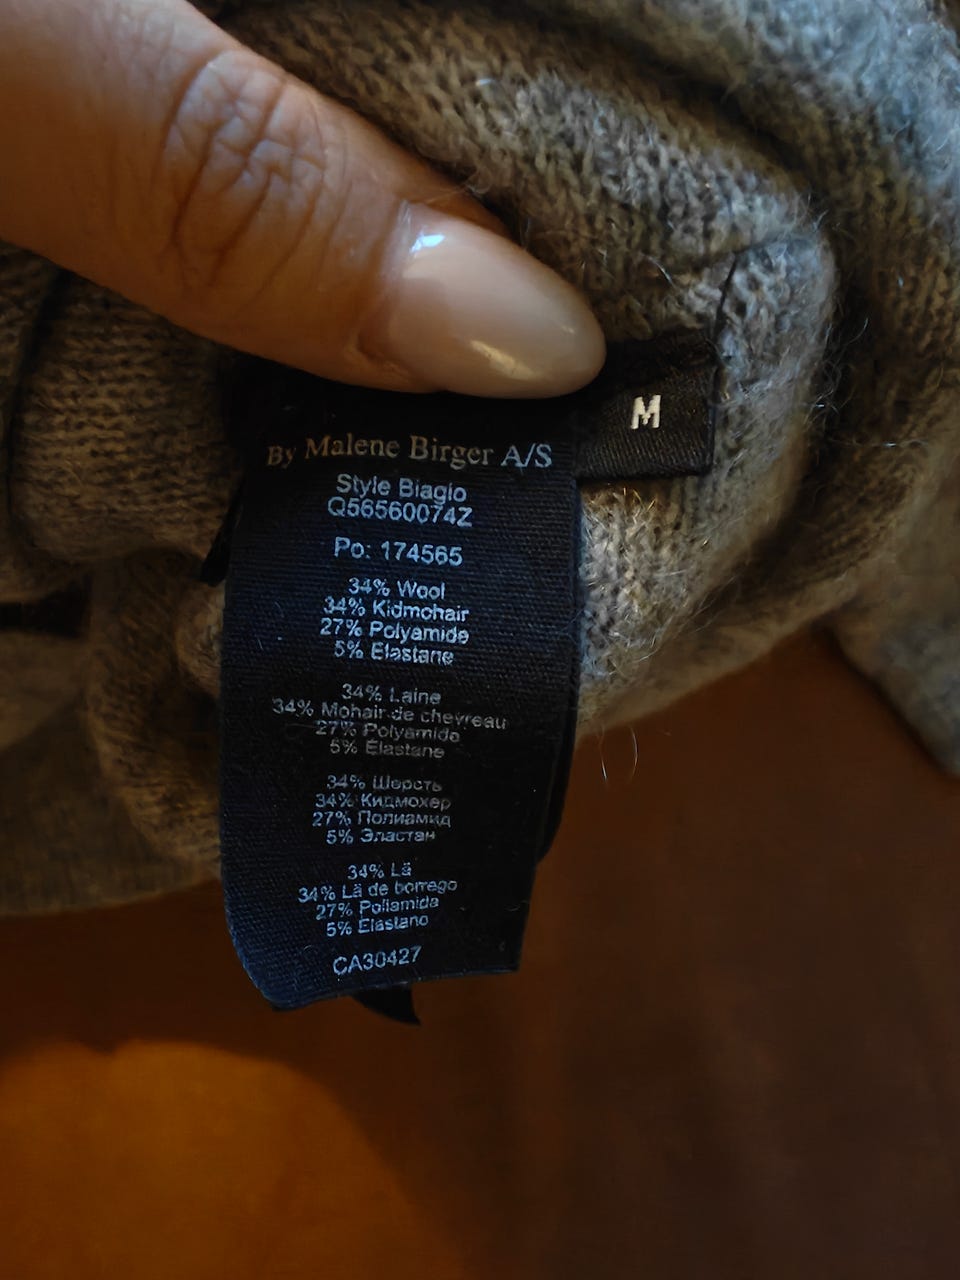 M
By Malene Birger A/S
Style Biagio
Q56560074Z
Po: 174565
34% Wool
34% Kidmohair
27% Polyamide
5% Elastane
34% Laine
34% Mohair de chevreau
27% Polyamide
5% Elastane
34% Шерсть
34% Кидмохер
27% Полиамид
5% Эластан
34% Lä
34% Lä de borrego
27% Poliamida
5% Elastano
CA30427